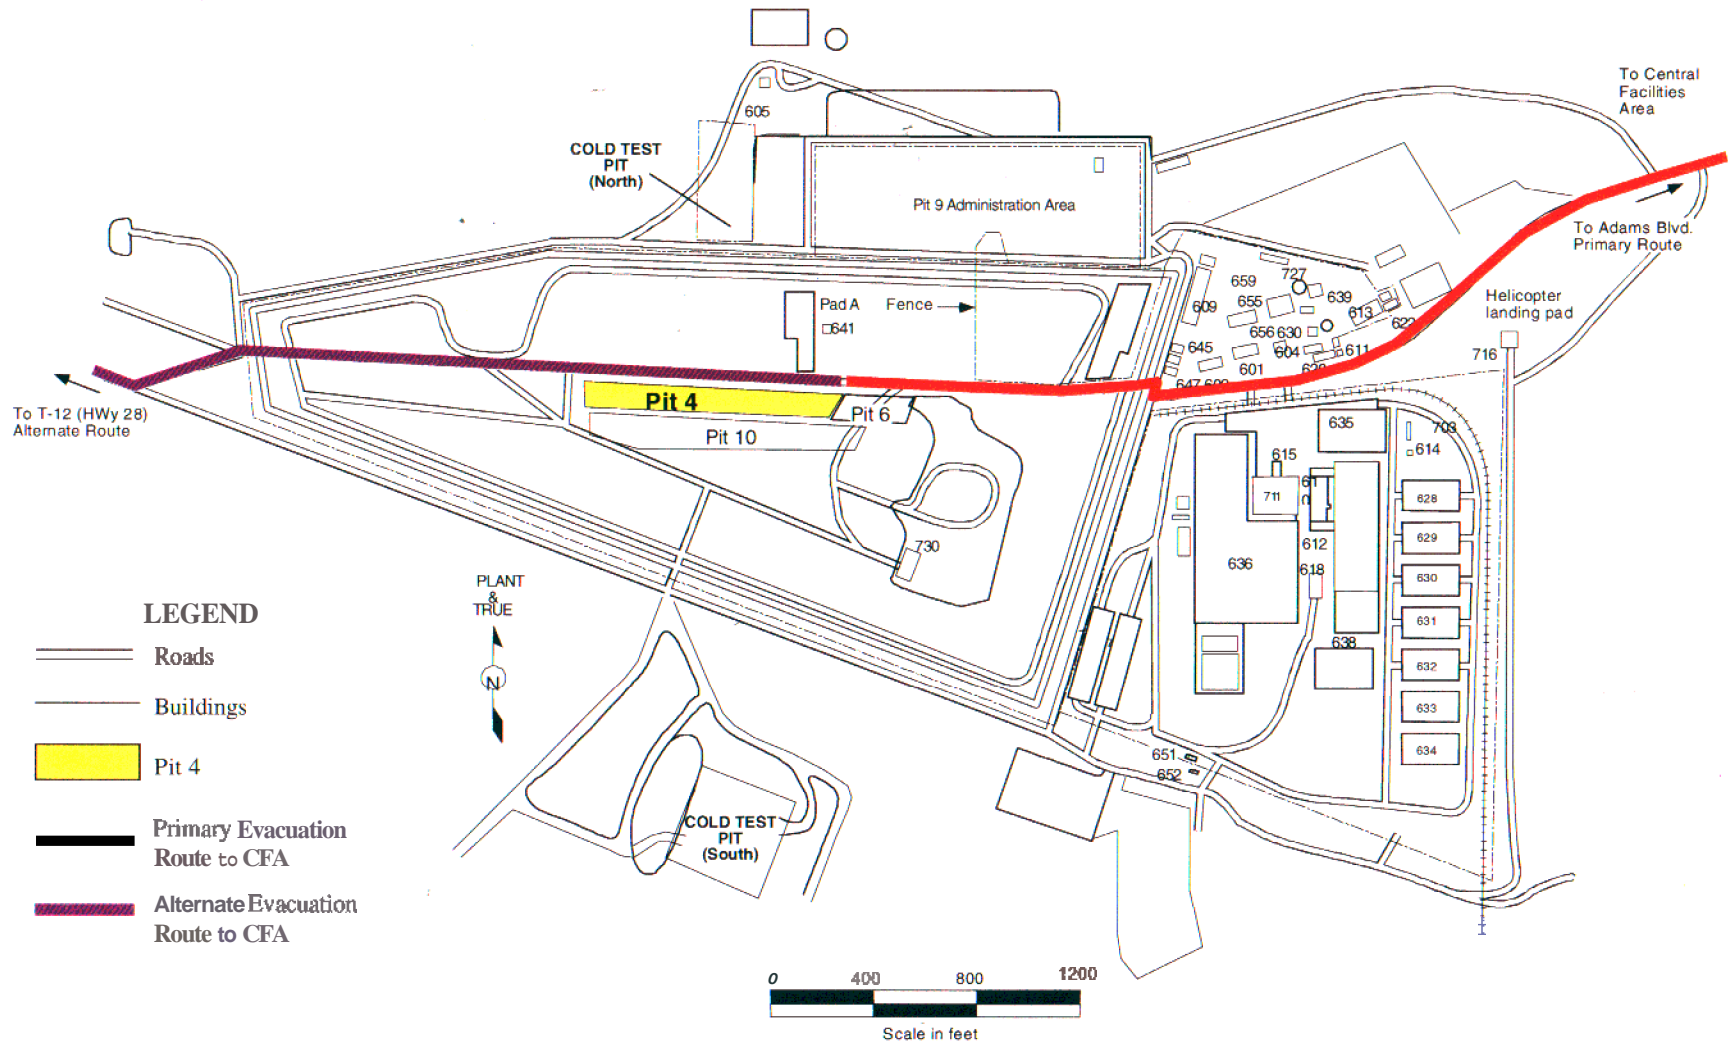 To Central
Facilities
Area
605
COLD TEST
PIT
(North)
Pit 9 Administration Area
To Adams Blvd.
Primary Route
727
659
639
655
609
613
622
Helicopter
landing pad
Pad A
641
Fence
656
630
645
604
611
716
601
647
To T-12 (HWy 28)
Alternate Route
Pit 4
Pit 6
Pit 10
635
703
614
615
711
628
629
612
730
636
618
630
631
638
632
633
634
651
652
PLANT
&
TRUE
N
LEGEND
Roads
Buildings
Pit 4
Primary Evacuation
Route to CFA
Alternate Evacuation
Route to CFA
COLD TEST
PIT
(South)
0 400 800 1200
Scale in feet